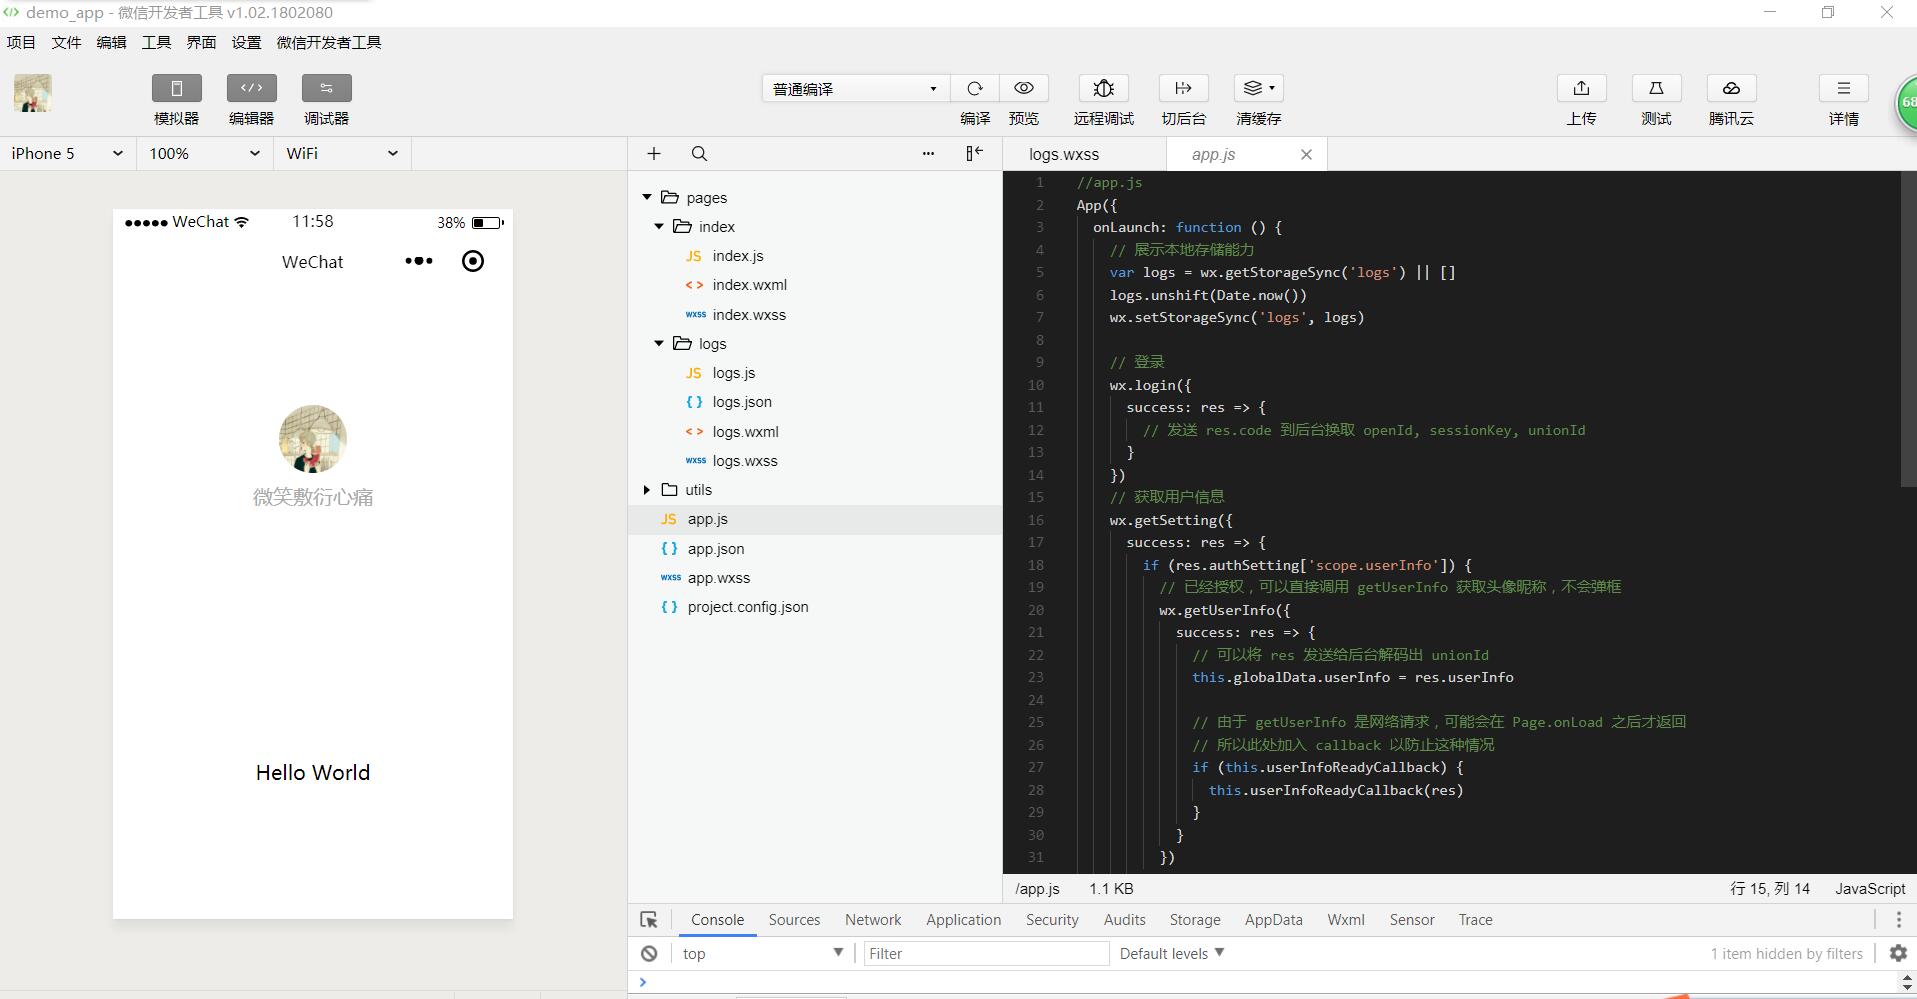 demo_app - 微信开发者工具 v1.02.1802080
项目 文件 编辑 工具 界面 设置 微信开发者工具
模拟器 编辑器 调试器
普通编译
编译 预览 远程调试 切后台 清缓存
上传 测试 腾讯云 详情
68
iPhone 5 100% WiFi
WeChat 11:58 38%
WeChat
微笑敷衍心痛
Hello World
pages
index
JS index.js
< > index.wxml
wxss index.wxss
logs
JS logs.js
{ } logs.json
< > logs.wxml
wxss logs.wxss
utils
JS app.js
{ } app.json
wxss app.wxss
{ } project.config.json
logs.wxss app.js
1 //app.js
2 App({
3 onLaunch: function () {
4 // 展示本地存储能力
5 var logs = wx.getStorageSync('logs') || []
6 logs.unshift(Date.now())
7 wx.setStorageSync('logs', logs)
8
9 // 登录
10 wx.login({
11 success: res => {
12 // 发送 res.code 到后台换取 openId, sessionKey, unionId
13 }
14 })
15 // 获取用户信息
16 wx.getSetting({
17 success: res => {
18 if (res.authSetting['scope.userInfo']) {
19 // 已经授权，可以直接调用 getUserInfo 获取头像昵称，不会弹框
20 wx.getUserInfo({
21 success: res => {
22 // 可以将 res 发送给后台解码出 unionId
23 this.globalData.userInfo = res.userInfo
24
25 // 由于 getUserInfo 是网络请求，可能会在 Page.onLoad 之后才返回
26 // 所以此处加入 callback 以防止这种情况
27 if (this.userInfoReadyCallback) {
28 this.userInfoReadyCallback(res)
29 }
30 }
31 })
/app.js 1.1 KB 行 15, 列 14 JavaScript
Console Sources Network Application Security Audits Storage AppData Wxml Sensor Trace
top Filter Default levels 1 item hidden by filters